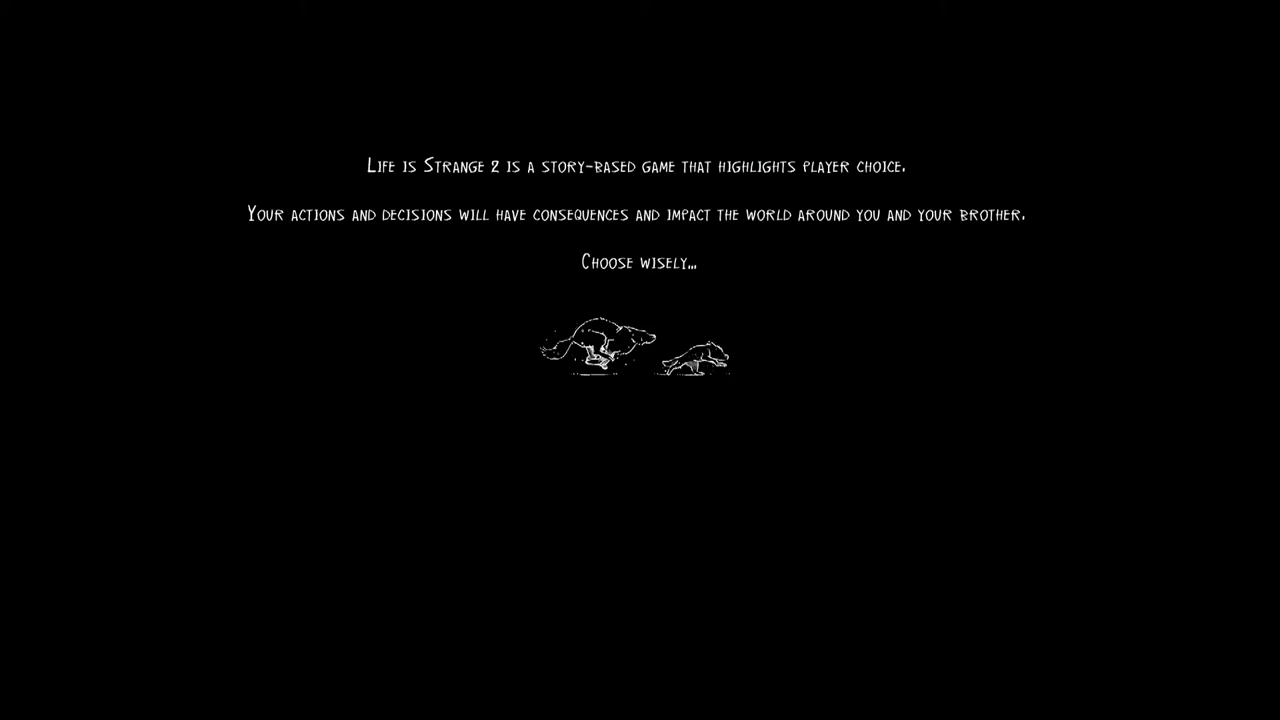 Life is Strange 2 is a story-based game that highlights player choice.
Your actions and decisions will have consequences and impact the world around you and your brother.
Choose wisely...